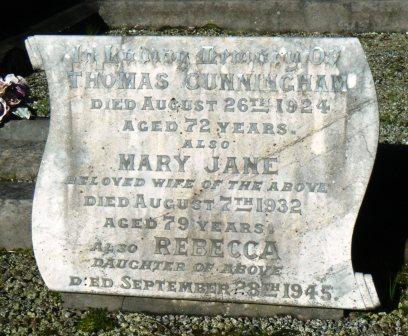 In Loving Memory Of
THOMAS CUNNINGHAM
DIED AUGUST 26TH 1924
AGED 72 YEARS.
ALSO
MARY JANE
BELOVED WIFE OF THE ABOVE
DIED AUGUST 7TH 1932
AGED 79 YEARS.
ALSO REBECCA
DAUGHTER OF ABOVE
DIED SEPTEMBER 28TH 1945.